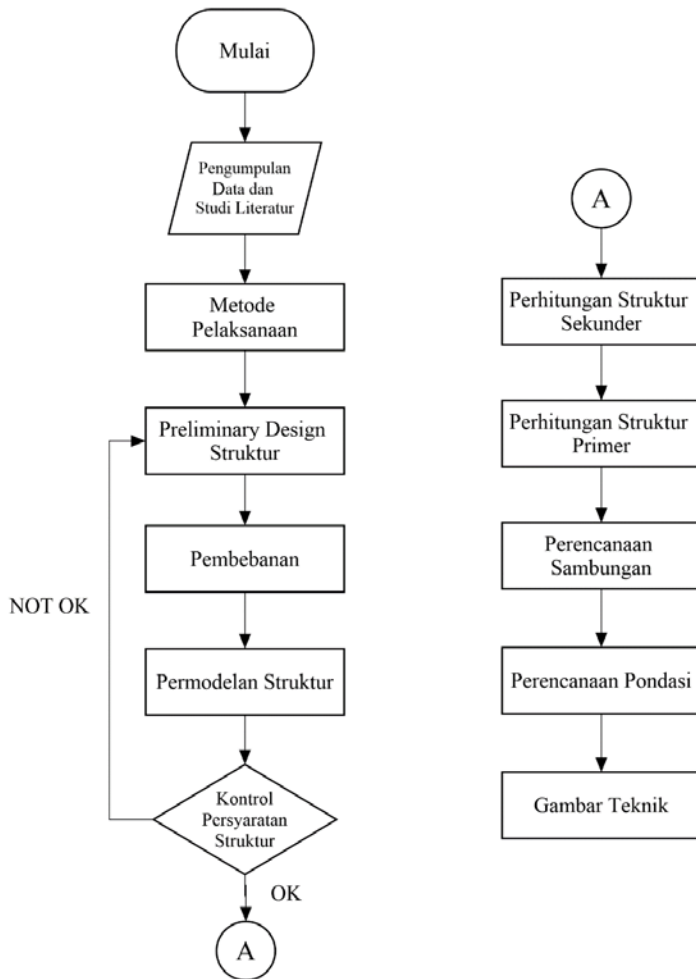 Mulai
Pengumpulan
Data dan
Studi Literatur
Metode
Pelaksanaan
Preliminary Design
Struktur
Pembebanan
NOT OK
Permodelan Struktur
Kontrol
Persyaratan
Struktur
OK
A
A
Perhitungan Struktur
Sekunder
Perhitungan Struktur
Primer
Perencanaan
Sambungan
Perencanaan Pondasi
Gambar Teknik